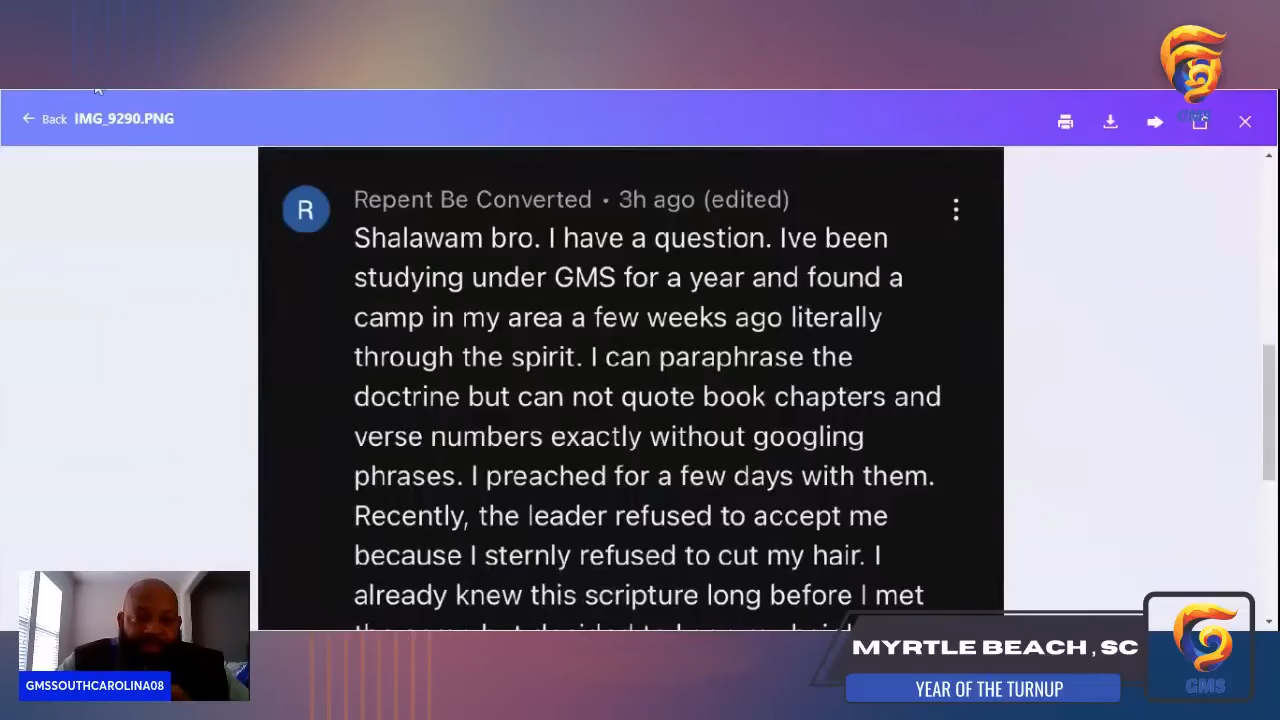 GMS
Back IMG_9290.PNG
R
Repent Be Converted • 3h ago (edited)
Shalawam bro. I have a question. Ive been
studying under GMS for a year and found a
camp in my area a few weeks ago literally
through the spirit. I can paraphrase the
doctrine but can not quote book chapters and
verse numbers exactly without googling
phrases. I preached for a few days with them.
Recently, the leader refused to accept me
because I sternly refused to cut my hair. I
already knew this scripture long before I met
GMSSOUTHCAROLINA08
MYRTLE BEACH, SC
YEAR OF THE TURNUP
GMS